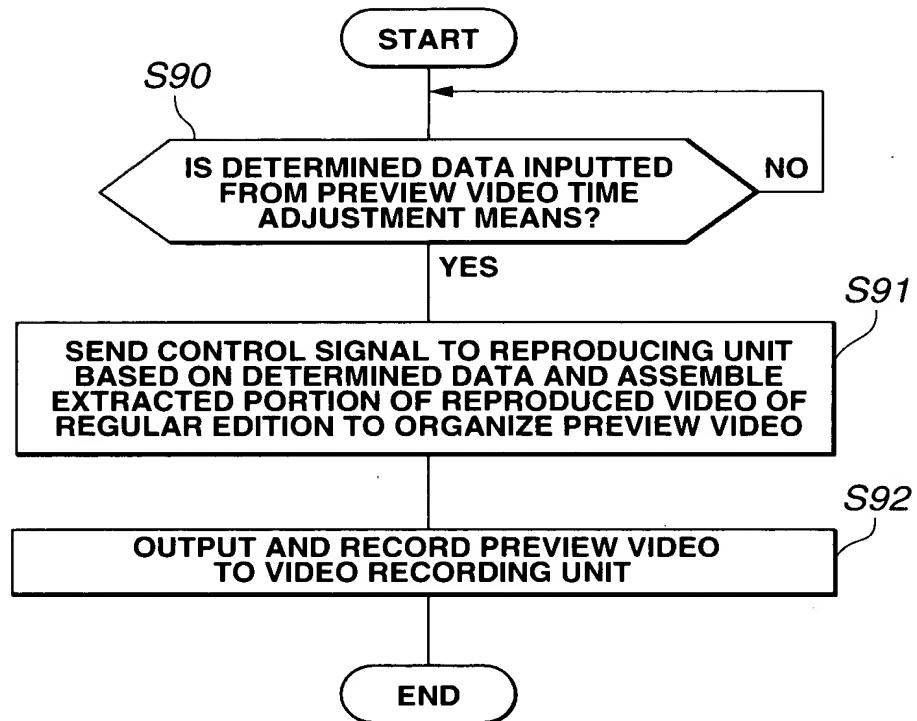 START
S90
IS DETERMINED DATA INPUTTED
FROM PREVIEW VIDEO TIME
ADJUSTMENT MEANS?
NO
YES
S91
SEND CONTROL SIGNAL TO REPRODUCING UNIT
BASED ON DETERMINED DATA AND ASSEMBLE
EXTRACTED PORTION OF REPRODUCED VIDEO OF
REGULAR EDITION TO ORGANIZE PREVIEW VIDEO
S92
OUTPUT AND RECORD PREVIEW VIDEO
TO VIDEO RECORDING UNIT
END